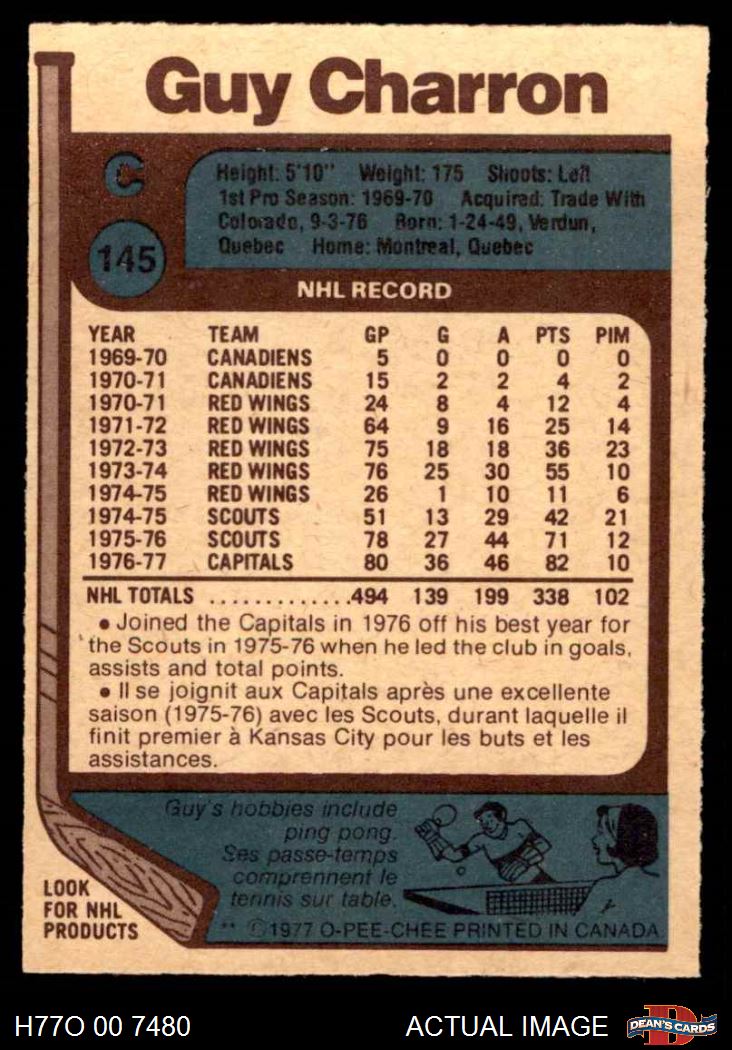 Guy Charron
C
145
Height: 5'10" Weight: 175 Shoots: Left
1st Pro Season: 1969-70 Acquired: Trade With
Colorado, 9-3-76 Born: 1-24-49, Verdun,
Quebec Home: Montreal, Quebec
NHL RECORD
YEAR TEAM GP G A PTS PIM
1969-70 CANADIENS 5 0 0 0 0
1970-71 CANADIENS 15 2 2 4 2
1970-71 RED WINGS 24 8 4 12 4
1971-72 RED WINGS 64 9 16 25 14
1972-73 RED WINGS 75 18 18 36 23
1973-74 RED WINGS 76 25 30 55 10
1974-75 RED WINGS 26 1 10 11 6
1974-75 SCOUTS 51 13 29 42 21
1975-76 SCOUTS 78 27 44 71 12
1976-77 CAPITALS 80 36 46 82 10
NHL TOTALS .............494 139 199 338 102
• Joined the Capitals in 1976 off his best year for
the Scouts in 1975-76 when he led the club in goals,
assists and total points.
• Il se joignit aux Capitals après une excellente
saison (1975-76) avec les Scouts, durant laquelle il
finit premier à Kansas City pour les buts et les
assistances.
Guy's hobbies include
ping pong.
Ses passe-temps
comprennent le
tennis sur table.
LOOK
FOR NHL
PRODUCTS
** ©1977 O-PEE-CHEE PRINTED IN CANADA
H77O 00 7480 ACTUAL IMAGE
D
DEAN'S CARDS